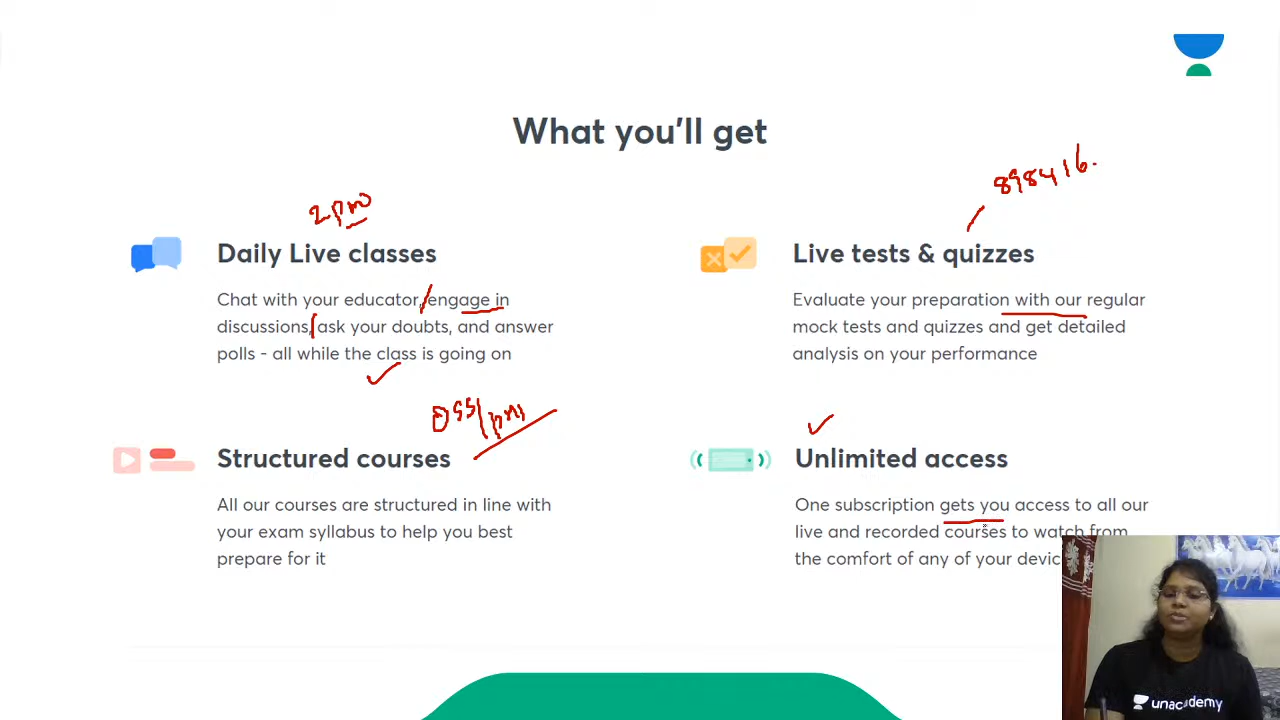 What you'll get
2pm
Daily Live classes
Chat with your educator, engage in
discussions, ask your doubts, and answer
polls - all while the class is going on
898416.
Live tests & quizzes
Evaluate your preparation with our regular
mock tests and quizzes and get detailed
analysis on your performance
Structured courses
All our courses are structured in line with
your exam syllabus to help you best
prepare for it
Unlimited access
One subscription gets you access to all our
live and recorded courses to watch from
the comfort of any of your devic
unacademy